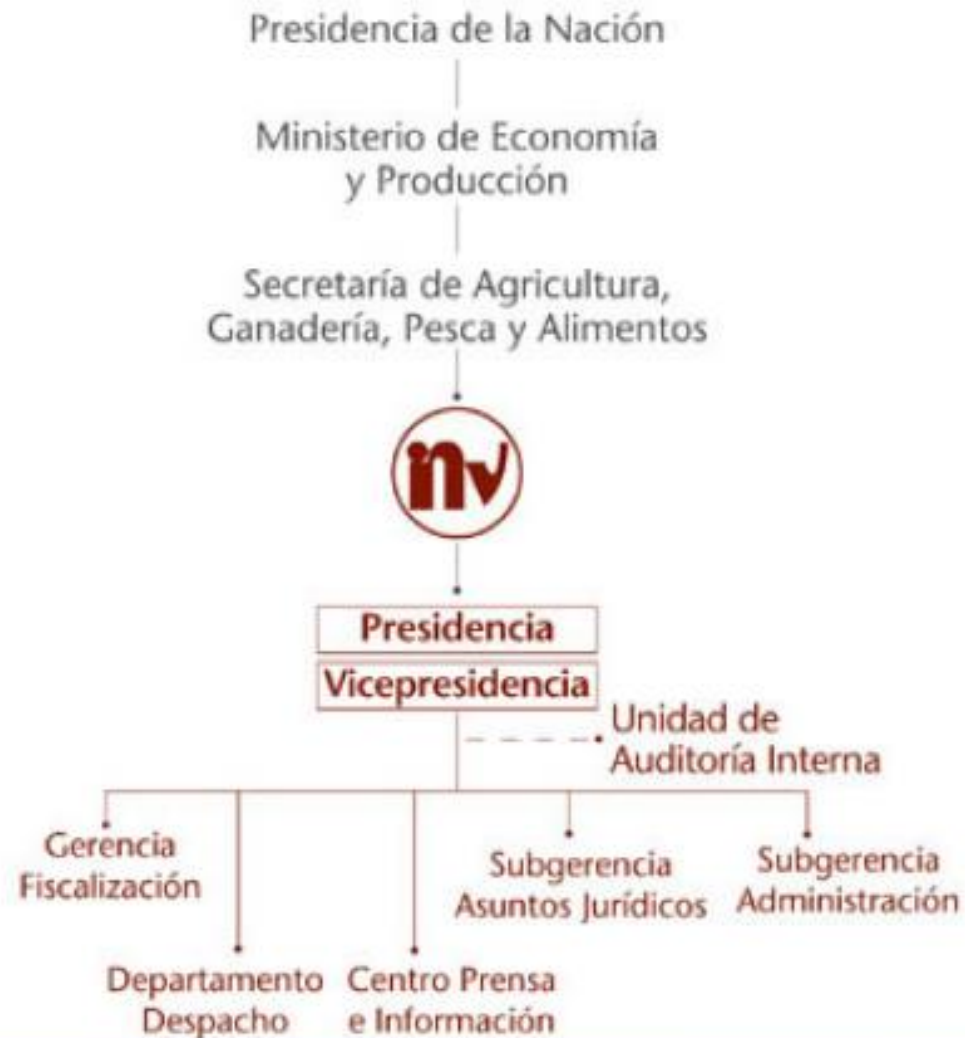 Presidencia de la Nación
Ministerio de Economía
y Producción
Secretaría de Agricultura,
Ganadería, Pesca y Alimentos
inv
Presidencia
Vicepresidencia
Unidad de
Auditoría Interna
Gerencia
Fiscalización
Subgerencia
Asuntos Jurídicos
Subgerencia
Administración
Departamento
Despacho
Centro Prensa
e Información